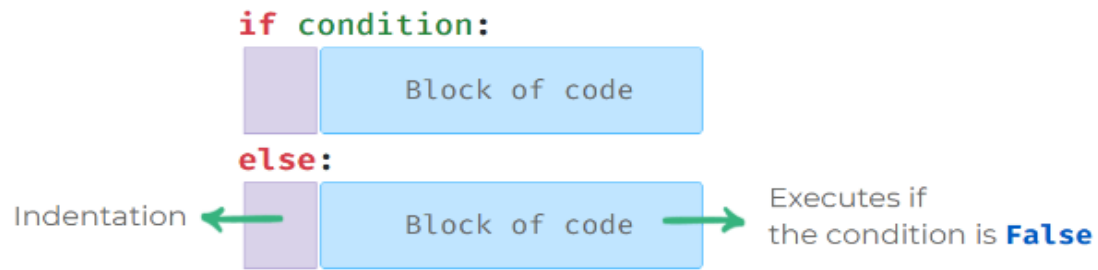 if condition:
Block of code
else:
Indentation
Block of code
Executes if
the condition is False